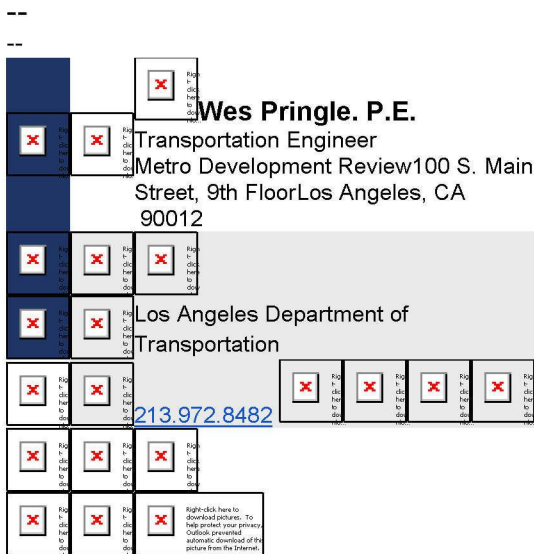 --
--
Wes Pringle. P.E.
Transportation Engineer
Metro Development Review100 S. Main
Street, 9th FloorLos Angeles, CA
90012
Los Angeles Department of
Transportation
213.972.8482
Right-click here to
download pictures. To
help protect your privacy,
Outlook prevented
automatic download of this
picture from the Internet.